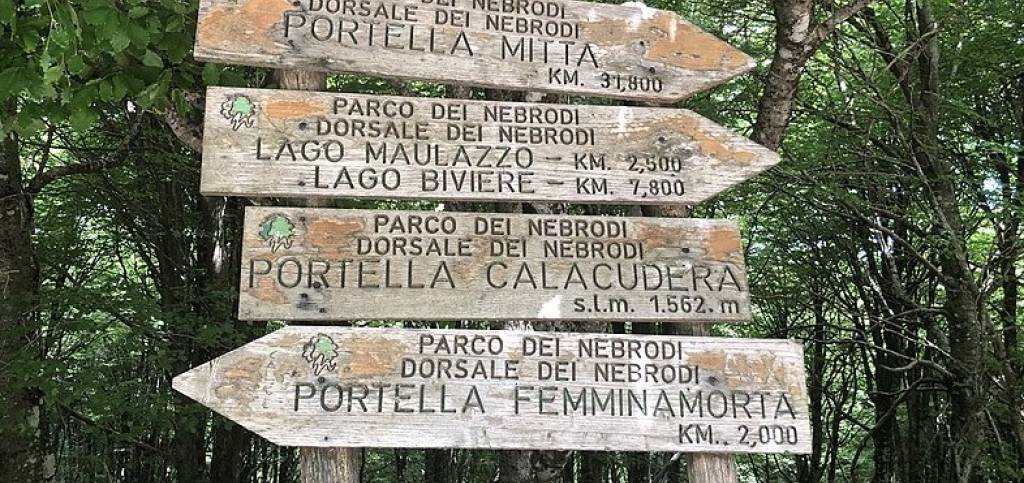 DEI NEBRODI
DORSALE DEI NEBRODI
PORTELLA MITTA
KM. 31,800
PARCO DEI NEBRODI
DORSALE DEI NEBRODI
LAGO MAULAZZO - KM. 2,500
LAGO BIVIERE - KM. 7,800
PARCO DEI NEBRODI
DORSALE DEI NEBRODI
PORTELLA CALACUDERA
s.l.m. 1.562. m
PARCO DEI NEBRODI
DORSALE DEI NEBRODI
PORTELLA FEMMINAMORTA
KM., 2,000